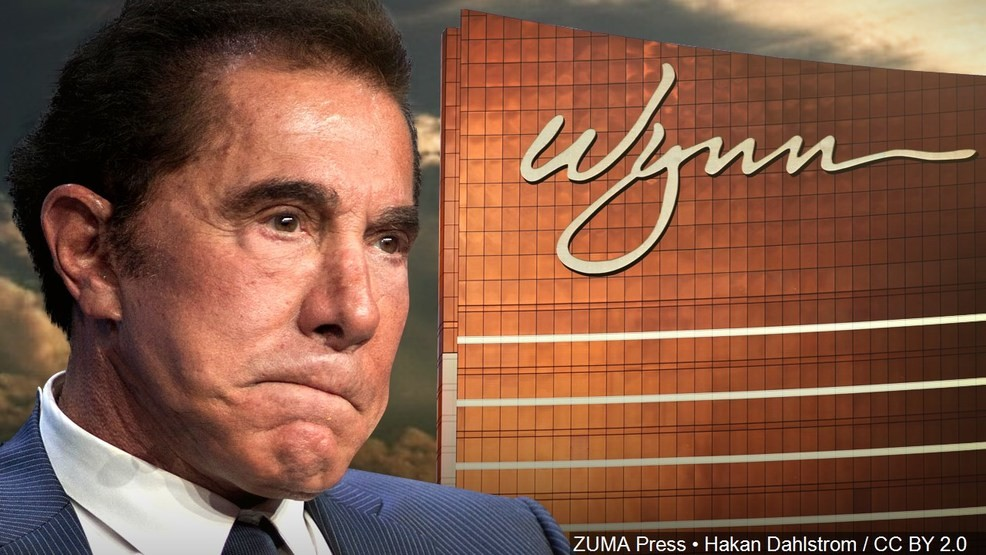 Wynn
ZUMA Press • Hakan Dahlstrom / CC BY 2.0